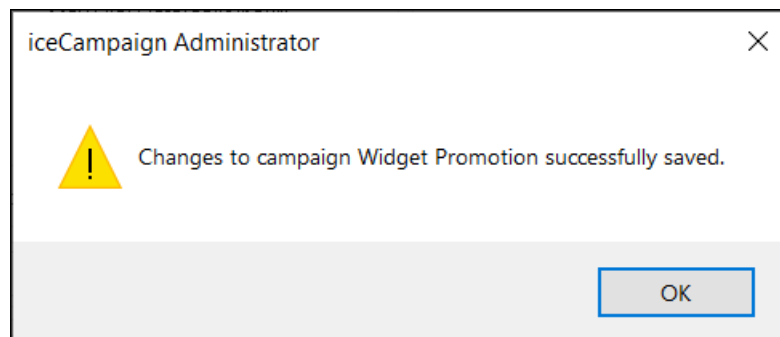 iceCampaign Administrator
Changes to campaign Widget Promotion successfully saved.
OK